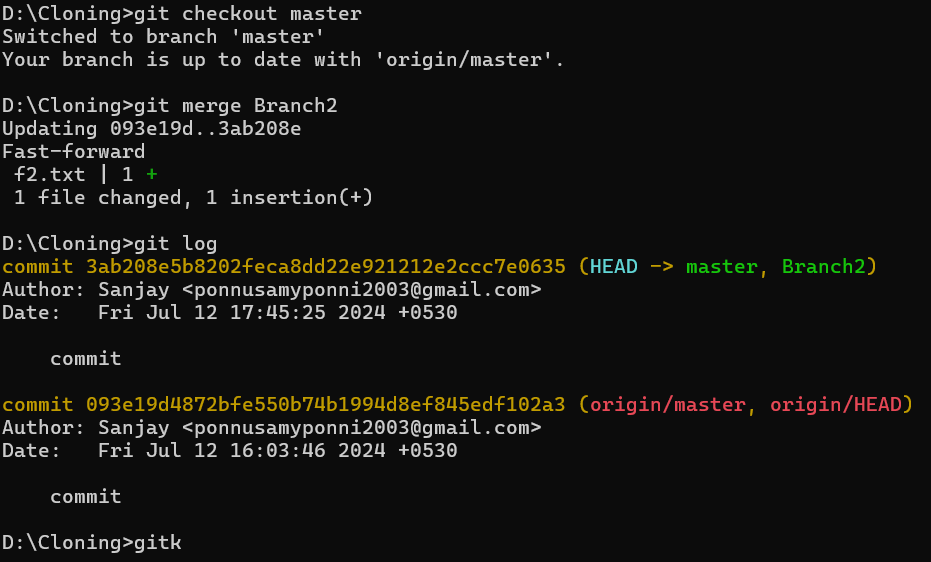 D:\Cloning>git checkout master
Switched to branch 'master'
Your branch is up to date with 'origin/master'.
D:\Cloning>git merge Branch2
Updating 093e19d..3ab208e
Fast-forward
 f2.txt | 1 +
 1 file changed, 1 insertion(+)
D:\Cloning>git log
commit 3ab208e5b8202feca8dd22e921212e2ccc7e0635 (HEAD -> master, Branch2)
Author: Sanjay <ponnusamyponni2003@gmail.com>
Date:   Fri Jul 12 17:45:25 2024 +0530
    commit
commit 093e19d4872bfe550b74b1994d8ef845edf102a3 (origin/master, origin/HEAD)
Author: Sanjay <ponnusamyponni2003@gmail.com>
Date:   Fri Jul 12 16:03:46 2024 +0530
    commit
D:\Cloning>gitk